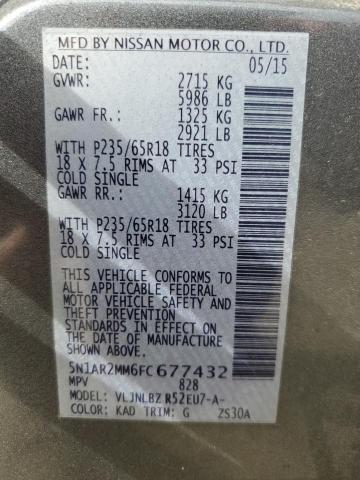 MFD BY NISSAN MOTOR CO., LTD.
DATE: 05/15
GVWR: 2715 KG
5986 LB
GAWR FR.: 1325 KG
2921 LB
WITH P235/65R18 TIRES
18 X 7.5 RIMS AT 33 PSI
COLD SINGLE
GAWR RR.: 1415 KG
3120 LB
WITH P235/65R18 TIRES
18 X 7.5 RIMS AT 33 PSI
COLD SINGLE
THIS VEHICLE CONFORMS TO
ALL APPLICABLE FEDERAL
MOTOR VEHICLE SAFETY AND
THEFT PREVENTION
STANDARDS IN EFFECT ON
THE DATE OF MANUFACTURE
SHOWN ABOVE.
5N1AR2MM6FC677432
MPV 828
MODEL: VLJNLBZ R52EU7-A-
COLOR: KAD TRIM: G ZS30A